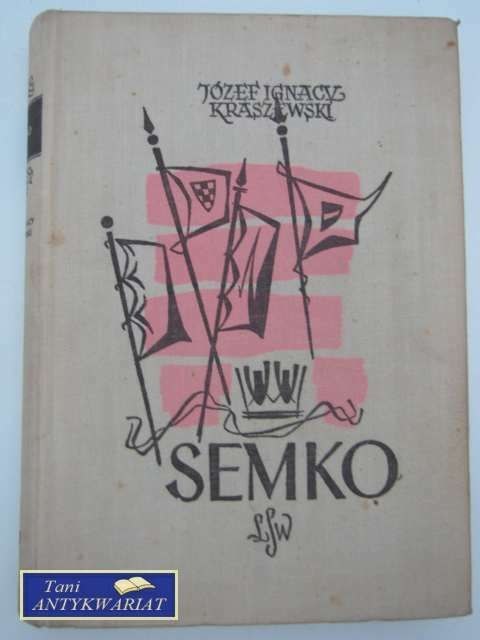 JÓZEF IGNACY
KRASZEWSKI
SEMKO
LSW
Tani
ANTYKWARIAT